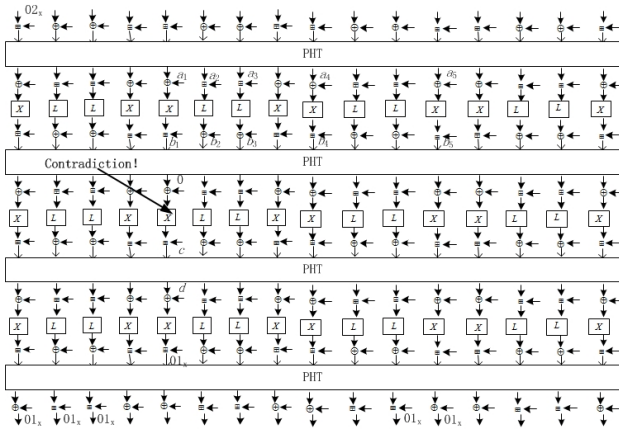 02ₓ
PHT
a₁ a₂ a₃ a₄ a₅
X L L X X L L X X L L X X L L X
b₁ b₂ b₃ b₄ b₅
PHT
Contradiction!
0
X L L X X L L X X L L X X L L X
c
PHT
d
X L L X X L L X X L L X X L L X
01ₓ
PHT
01ₓ 01ₓ 01ₓ 01ₓ 01ₓ